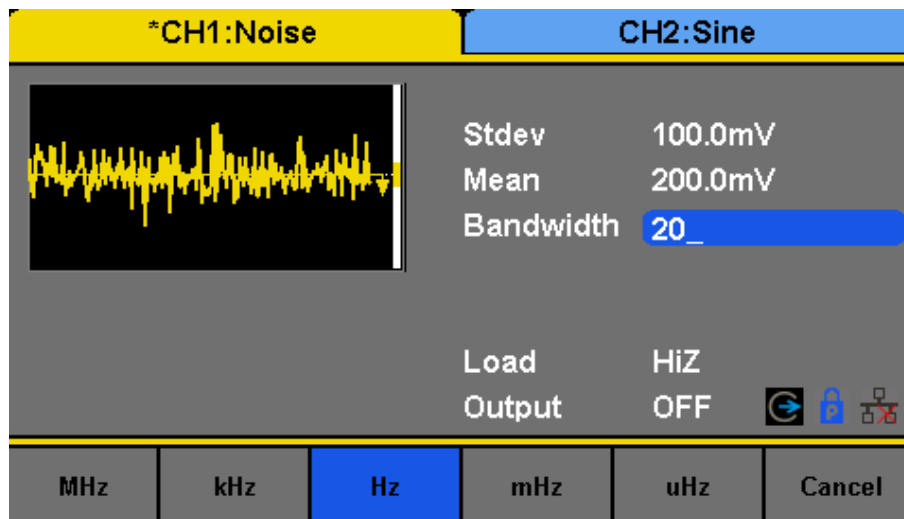 *CH1:Noise CH2:Sine
Stdev 100.0mV
Mean 200.0mV
Bandwidth 20_
Load HiZ
Output OFF P
MHz kHz Hz mHz uHz Cancel